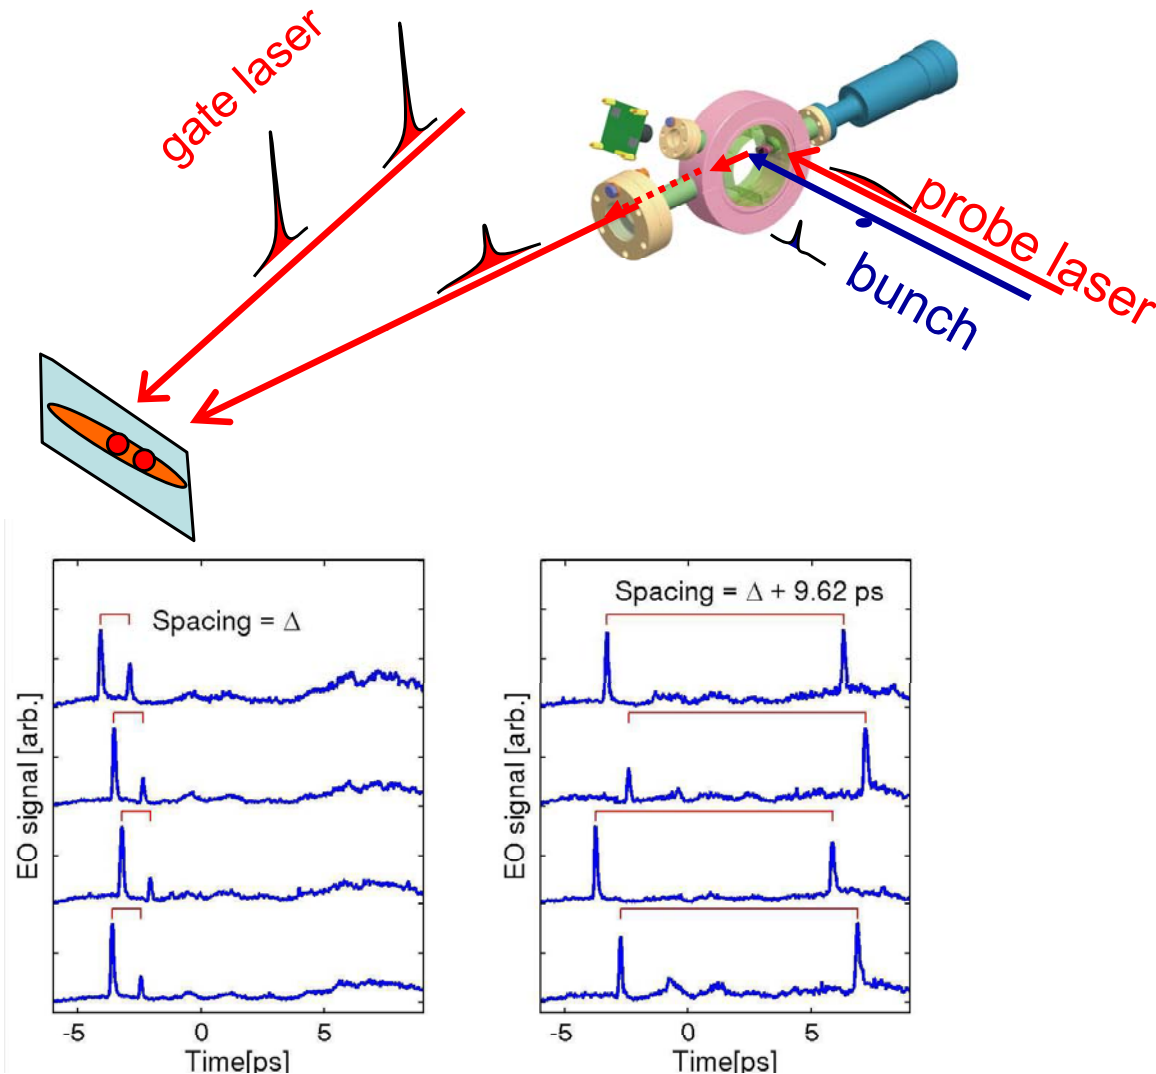 gate laser
probe laser
bunch
Spacing = Δ
EO signal [arb.]
-5 0 5
Time[ps]
Spacing = Δ + 9.62 ps
EO signal [arb.]
-5 0 5
Time[ps]